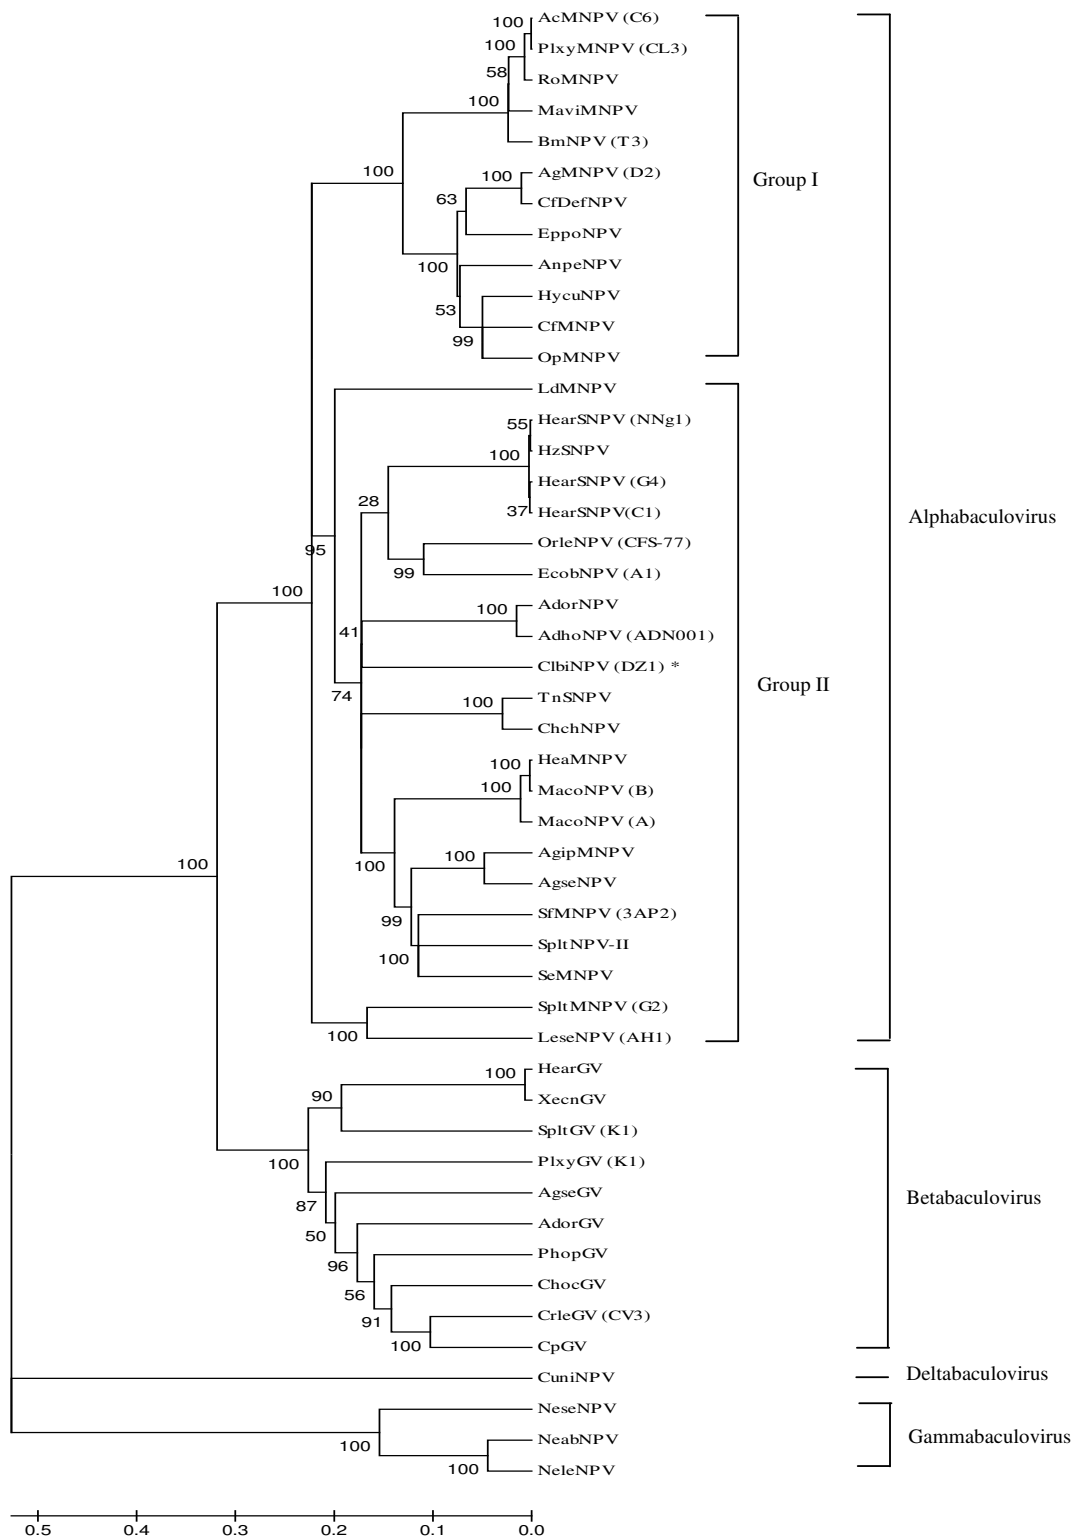 100
AcMNPV (C6)
100
PlxyMNPV (CL3)
58
RoMNPV
100
MaviMNPV
BmNPV (T3)
100
AgMNPV (D2)
100
Group I
63
CfDefNPV
EppoNPV
100
AnpeNPV
HycuNPV
53
CfMNPV
99
OpMNPV
LdMNPV
55
HearSNPV (NNg1)
100
HzSNPV
HearSNPV (G4)
28
37
HearSNPV(C1)
Alphabaculovirus
OrleNPV (CFS-77)
95
99
EcobNPV (A1)
100
100
AdorNPV
41
AdhoNPV (ADN001)
ClbiNPV (DZ1) *
Group II
74
100
TnSNPV
ChchNPV
100
HeaMNPV
100
MacoNPV (B)
MacoNPV (A)
100
100
AgipMNPV
100
AgseNPV
99
SfMNPV (3AP2)
SpltNPV-II
100
SeMNPV
SpltMNPV (G2)
100
LeseNPV (AH1)
100
HearGV
90
XecnGV
SpltGV (K1)
100
PlxyGV (K1)
87
AgseGV
Betabaculovirus
50
AdorGV
96
PhopGV
56
ChocGV
91
CrleGV (CV3)
100
CpGV
CuniNPV
Deltabaculovirus
NeseNPV
100
NeabNPV
Gammabaculovirus
100
NeleNPV
0.5 0.4 0.3 0.2 0.1 0.0